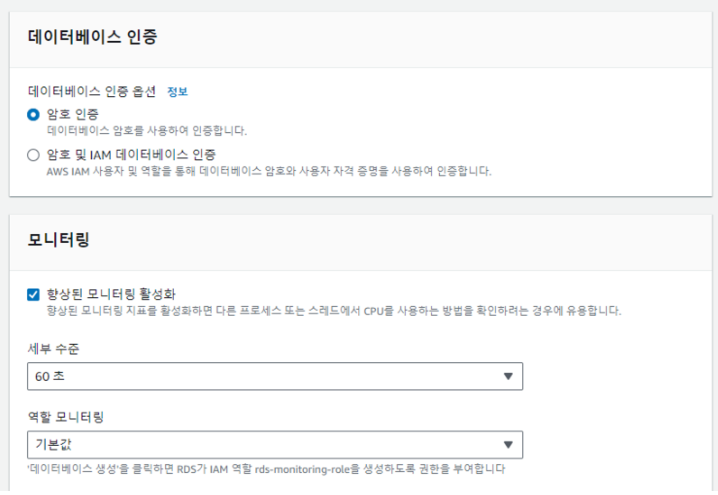 데이터베이스 인증
데이터베이스 인증 옵션 정보
암호 인증
데이터베이스 암호를 사용하여 인증합니다.
암호 및 IAM 데이터베이스 인증
AWS IAM 사용자 및 역할을 통해 데이터베이스 암호와 사용자 자격 증명을 사용하여 인증합니다.
모니터링
향상된 모니터링 활성화
향상된 모니터링 지표를 활성화하면 다른 프로세스 또는 스레드에서 CPU를 사용하는 방법을 확인하려는 경우에 유용합니다.
세부 수준
60 초
역할 모니터링
기본값
'데이터베이스 생성'을 클릭하면 RDS가 IAM 역할 rds-monitoring-role을 생성하도록 권한을 부여합니다